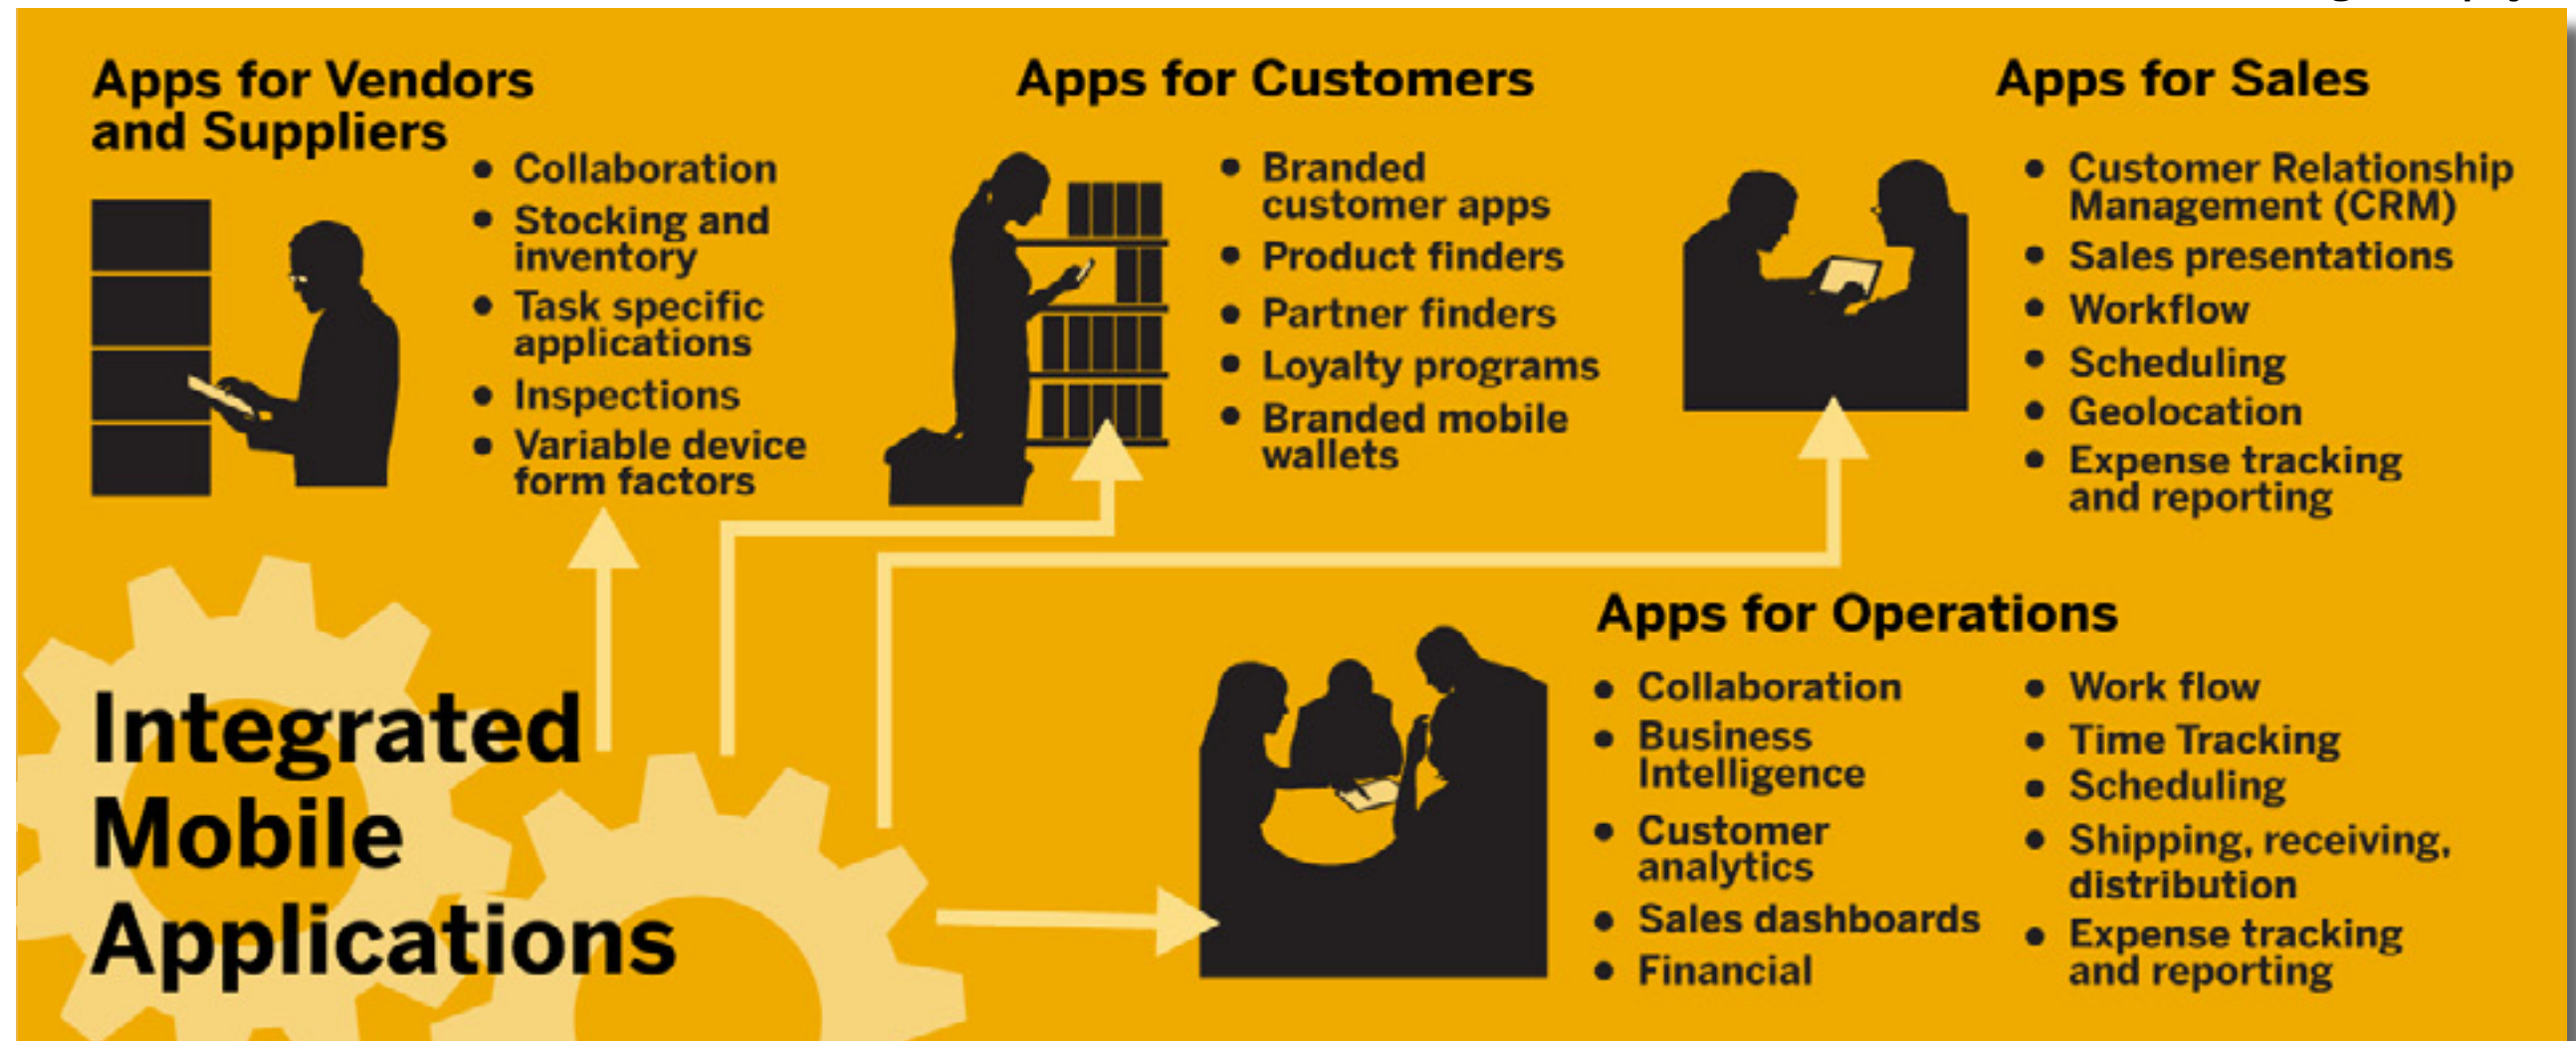 Apps for Vendors
and Suppliers
• Collaboration
• Stocking and
inventory
• Task specific
applications
• Inspections
• Variable device
form factors
Apps for Customers
• Branded
customer apps
• Product finders
• Partner finders
• Loyalty programs
• Branded mobile
wallets
Apps for Sales
• Customer Relationship
Management (CRM)
• Sales presentations
• Workflow
• Scheduling
• Geolocation
• Expense tracking
and reporting
Integrated
Mobile
Applications
Apps for Operations
• Collaboration
• Business
Intelligence
• Customer
analytics
• Sales dashboards
• Financial
• Work flow
• Time Tracking
• Scheduling
• Shipping, receiving,
distribution
• Expense tracking
and reporting